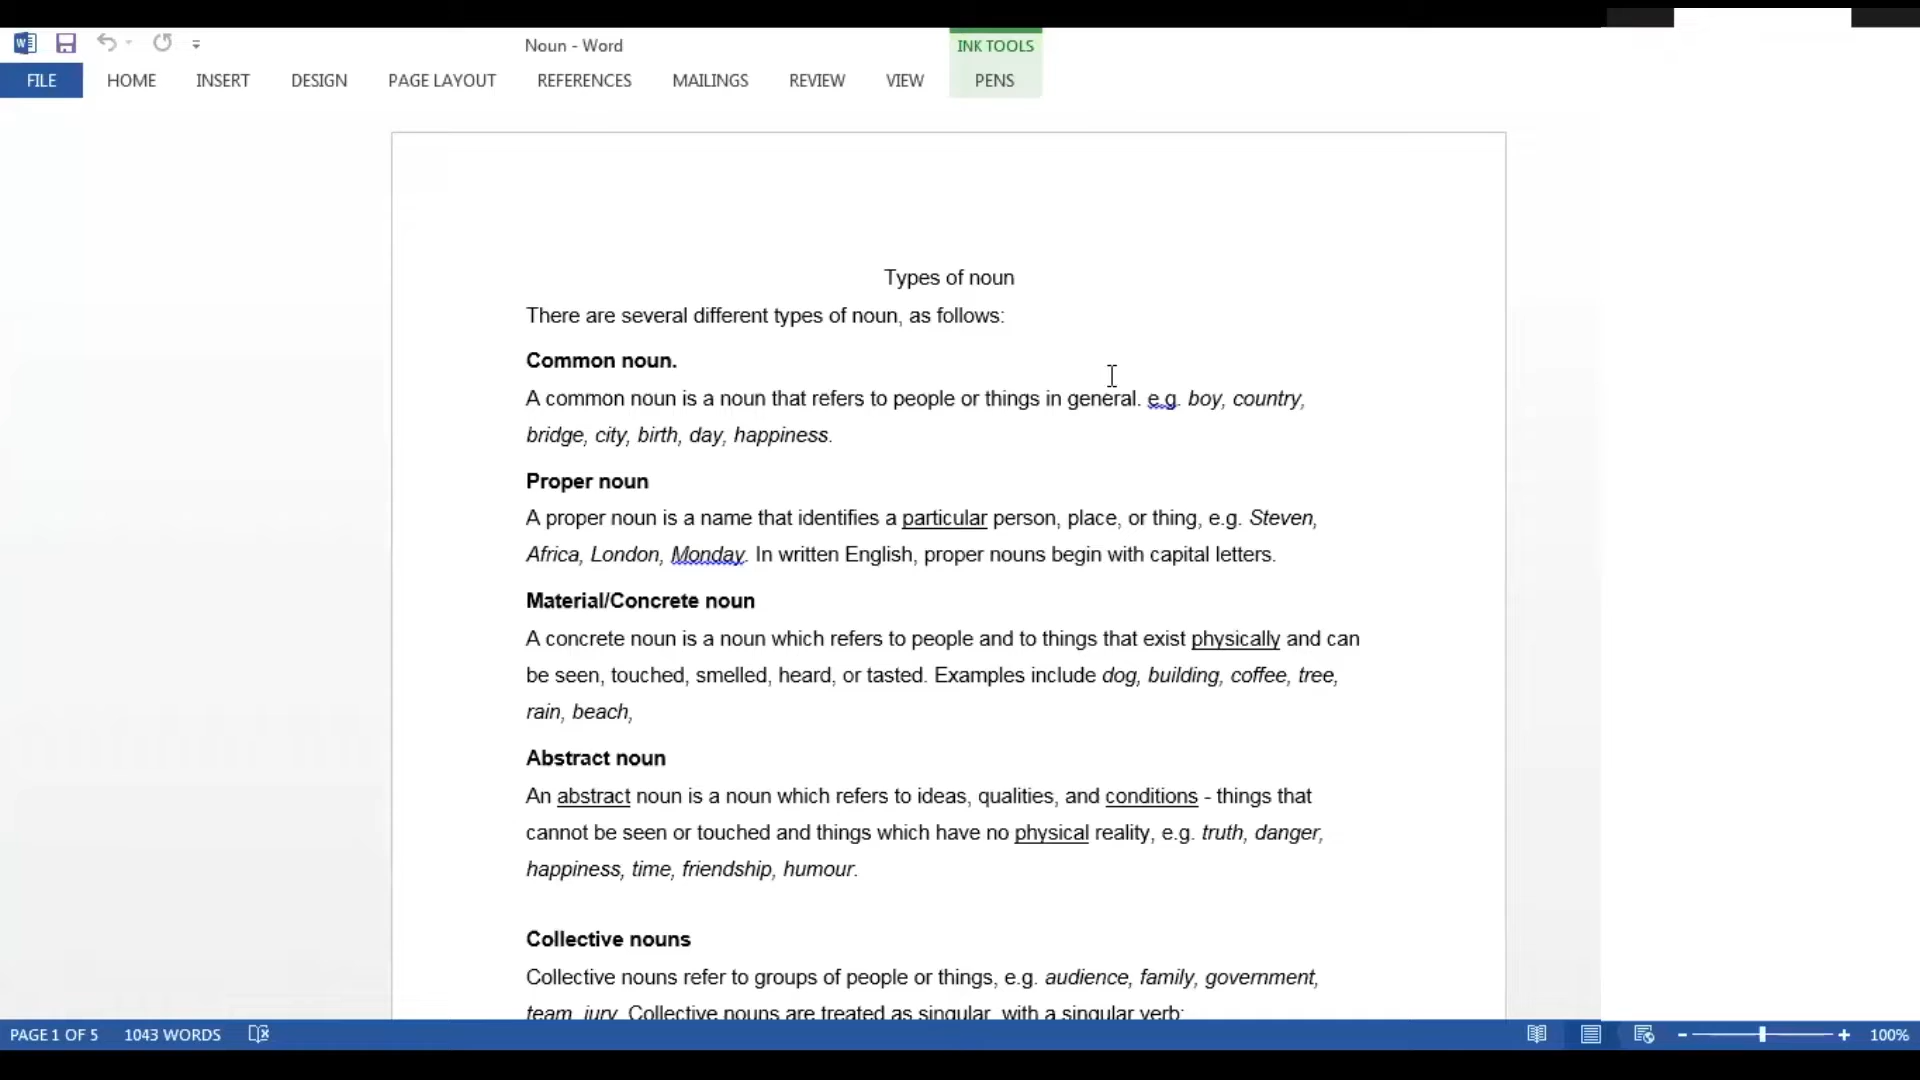 Noun - Word
INK TOOLS
FILE HOME INSERT DESIGN PAGE LAYOUT REFERENCES MAILINGS REVIEW VIEW PENS
Types of noun
There are several different types of noun, as follows:
Common noun.
A common noun is a noun that refers to people or things in general. e.g. boy, country,
bridge, city, birth, day, happiness.
Proper noun
A proper noun is a name that identifies a particular person, place, or thing, e.g. Steven,
Africa, London, Monday. In written English, proper nouns begin with capital letters.
Material/Concrete noun
A concrete noun is a noun which refers to people and to things that exist physically and can
be seen, touched, smelled, heard, or tasted. Examples include dog, building, coffee, tree,
rain, beach,
Abstract noun
An abstract noun is a noun which refers to ideas, qualities, and conditions - things that
cannot be seen or touched and things which have no physical reality, e.g. truth, danger,
happiness, time, friendship, humour.
Collective nouns
Collective nouns refer to groups of people or things, e.g. audience, family, government,
team, jury. Collective nouns are treated as singular, with a singular verb:
PAGE 1 OF 5 1043 WORDS 100%